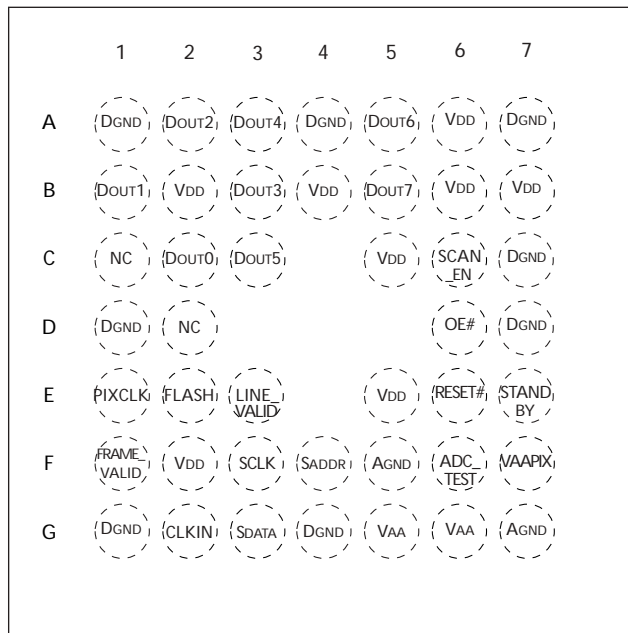 1 2 3 4 5 6 7
A DGND DOUT2 DOUT4 DGND DOUT6 VDD DGND
B DOUT1 VDD DOUT3 VDD DOUT7 VDD VDD
C NC DOUT0 DOUT5 VDD SCAN_EN DGND
D DGND NC OE# DGND
E PIXCLK FLASH LINE_VALID VDD RESET# STANDBY
F FRAME_VALID VDD SCLK SADDR AGND ADC_TEST VAAPIX
G DGND CLKIN SDATA DGND VAA VAA AGND